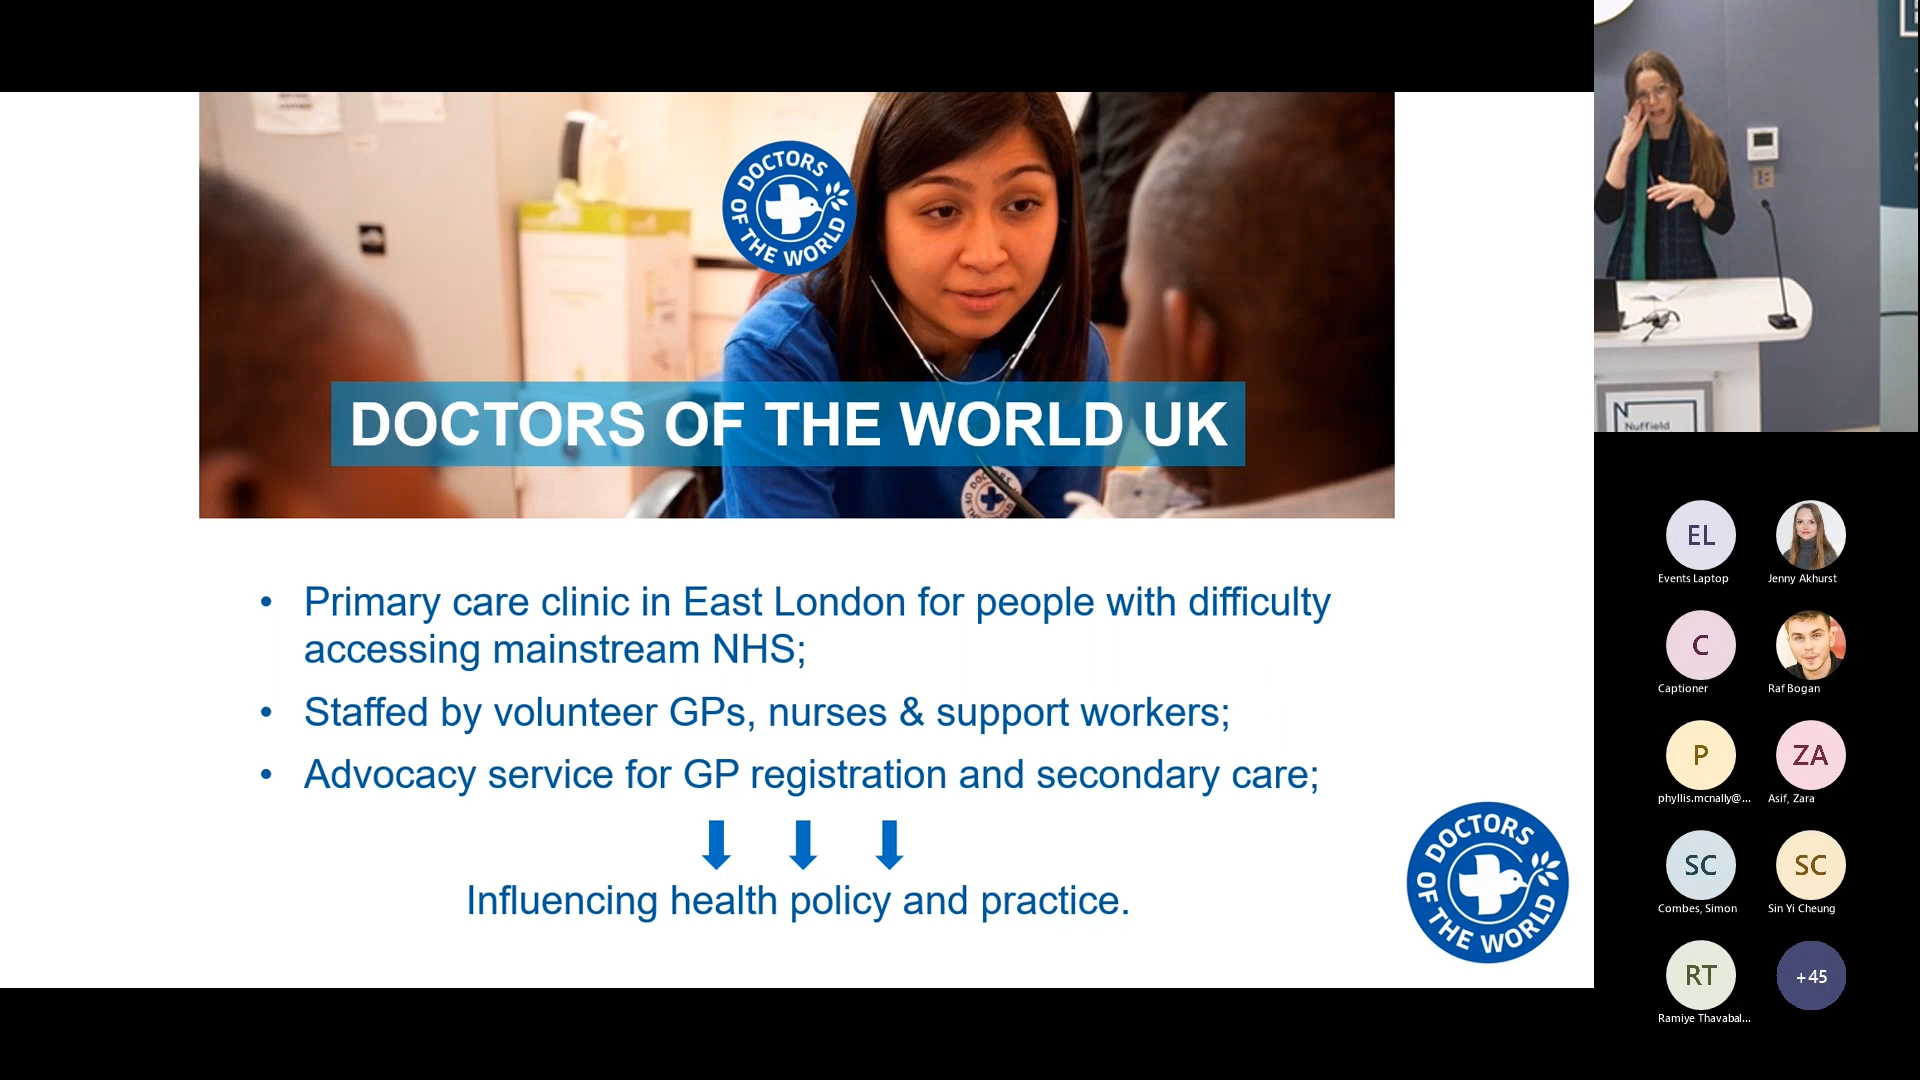 DOCTORS OF THE WORLD
DOCTORS OF THE WORLD UK
• Primary care clinic in East London for people with difficulty
accessing mainstream NHS;
• Staffed by volunteer GPs, nurses & support workers;
• Advocacy service for GP registration and secondary care;
Influencing health policy and practice.
DOCTORS OF THE WORLD
N
Nuffield
EL
Events Laptop
Jenny Akhurst
C
Captioner
Raf Bogan
P
phyllis.mcnally@...
ZA
Asif, Zara
SC
Combes, Simon
SC
Sin Yi Cheung
RT
Ramiye Thavabal...
+45